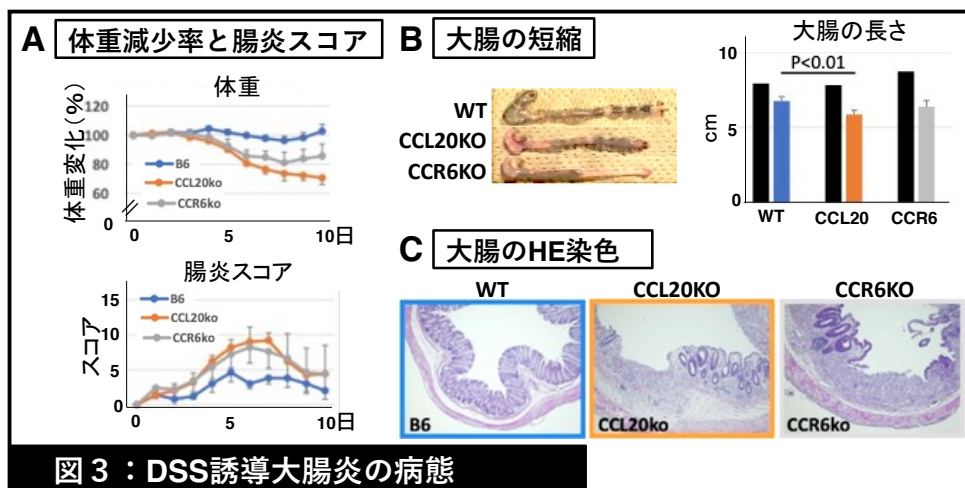 A 体重減少率と腸炎スコア
体重
体重変化(%)
120
100
80
60
0
B6
CCL20ko
CCR6ko
0 5 10日
腸炎スコア
スコア
15
10
5
0
B6
CCL20ko
CCR6ko
0 5 10日
B 大腸の短縮
WT
CCL20KO
CCR6KO
大腸の長さ
P<0.01
cm
10
5
0
WT CCL20 CCR6
C 大腸のHE染色
WT CCL20KO CCR6KO
B6 CCL20ko CCR6ko
図3：DSS誘導大腸炎の病態